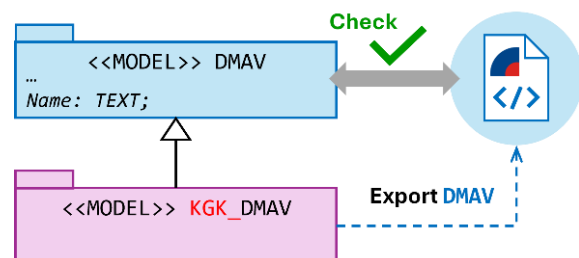 Check
<<MODEL>> DMAV
…
Name: TEXT;
</>
<<MODEL>> KGK_DMAV
Export DMAV